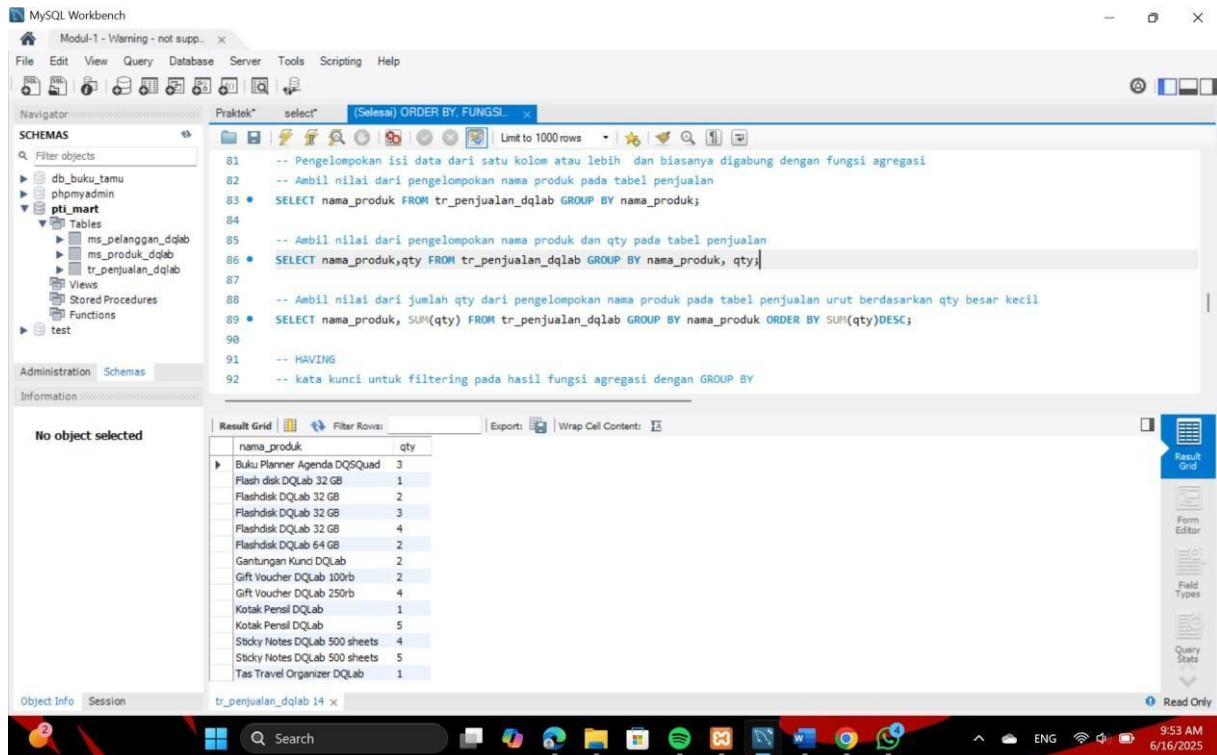 MySQL Workbench
Modul-1 - Warning - not supp...
File Edit View Query Database Server Tools Scripting Help
Navigator
Praktek* select* (Selesai) ORDER BY, FUNGSI...
SCHEMAS
Limit to 1000 rows
Filter objects
db_buku_tamu
phpmyadmin
pti_mart
Tables
ms_pelanggan_dqlab
ms_produk_dqlab
tr_penjualan_dqlab
Views
Stored Procedures
Functions
test
Administration Schemas
Information
No object selected
81 -- Pengelompokan isi data dari satu kolom atau lebih dan biasanya digabung dengan fungsi agregasi
82 -- Ambil nilai dari pengelompokan nama produk pada tabel penjualan
83 SELECT nama_produk FROM tr_penjualan_dqlab GROUP BY nama_produk;
84
85 -- Ambil nilai dari pengelompokan nama produk dan qty pada tabel penjualan
86 SELECT nama_produk,qty FROM tr_penjualan_dqlab GROUP BY nama_produk, qty;
87
88 -- Ambil nilai dari jumlah qty dari pengelompokan nama produk pada tabel penjualan urut berdasarkan qty besar kecil
89 SELECT nama_produk, SUM(qty) FROM tr_penjualan_dqlab GROUP BY nama_produk ORDER BY SUM(qty)DESC;
90
91 -- HAVING
92 -- kata kunci untuk filtering pada hasil fungsi agregasi dengan GROUP BY
Result Grid Filter Rows: Export: Wrap Cell Content:
nama_produk qty
Buku Planner Agenda DQSQuad 3
Flash disk DQLab 32 GB 1
Flashdisk DQLab 32 GB 2
Flashdisk DQLab 32 GB 3
Flashdisk DQLab 32 GB 4
Flashdisk DQLab 64 GB 2
Gantungan Kunci DQLab 2
Gift Voucher DQLab 100rb 2
Gift Voucher DQLab 250rb 4
Kotak Pensil DQLab 1
Kotak Pensil DQLab 5
Sticky Notes DQLab 500 sheets 4
Sticky Notes DQLab 500 sheets 5
Tas Travel Organizer DQLab 1
Result Grid
Form Editor
Field Types
Query Stats
Object Info Session
tr_penjualan_dqlab 14
Read Only
2
Search
4
ENG
9:53 AM
6/16/2025